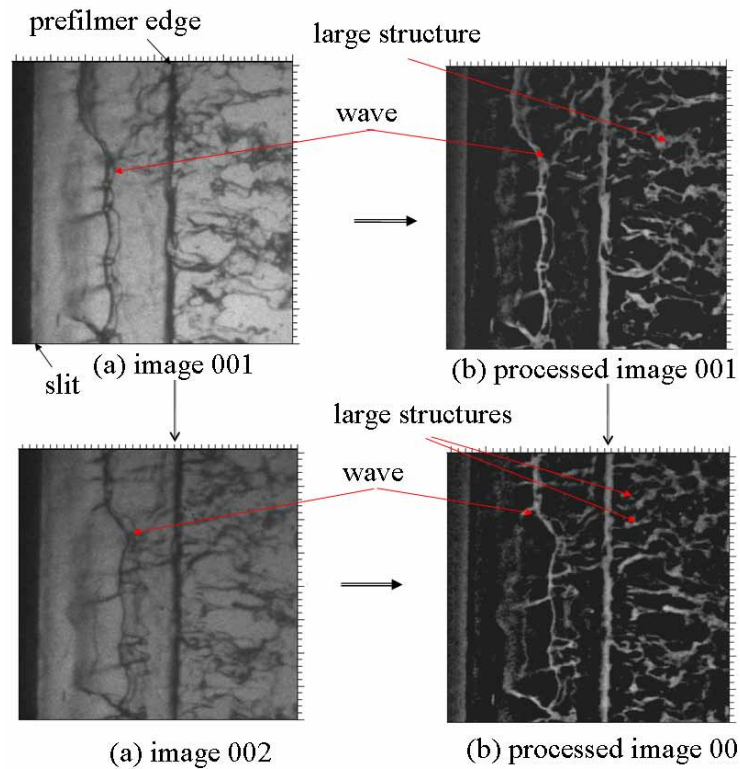 prefilmer edge
large structure
wave
(a) image 001
(b) processed image 001
slit
large structures
wave
(a) image 002
(b) processed image 00